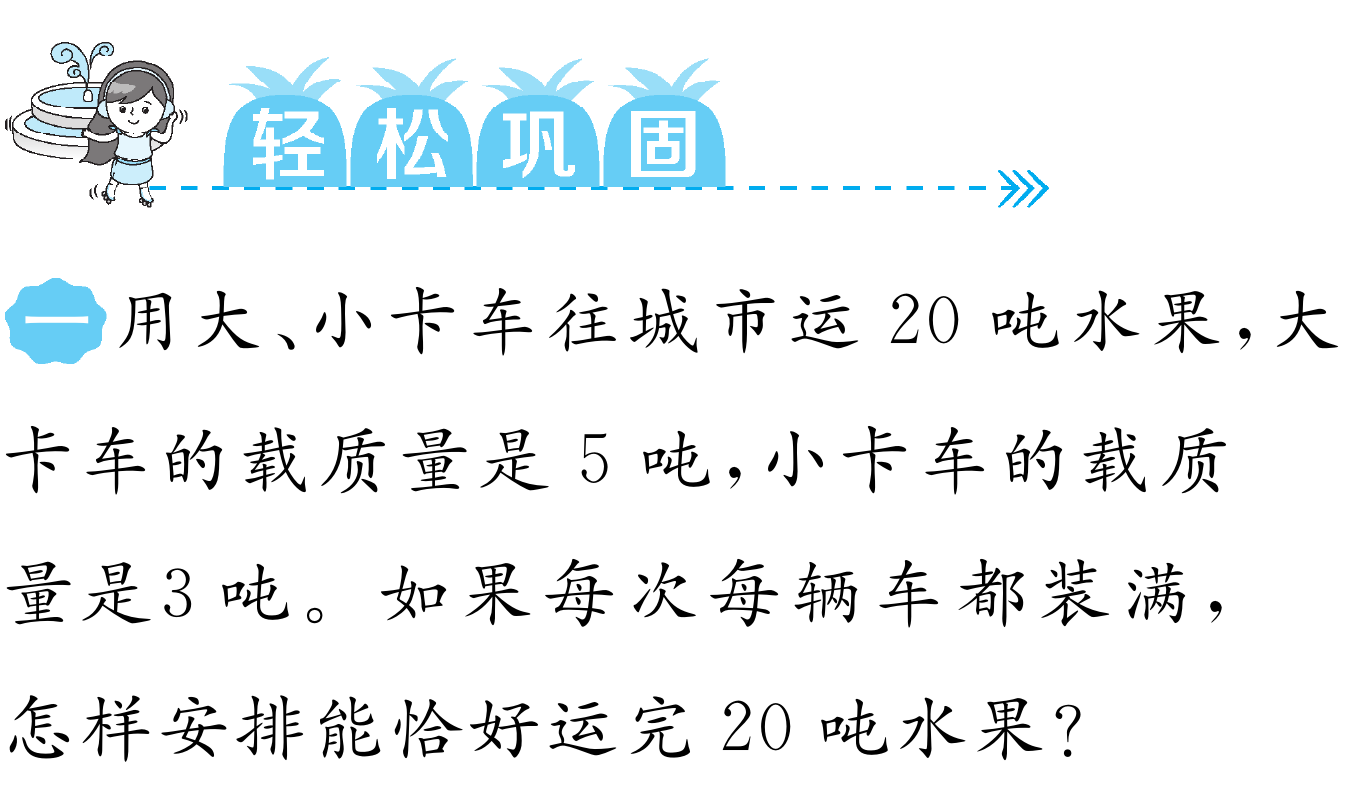 轻松巩固
一 用大、小卡车往城市运 20 吨水果,大
卡车的载质量是 5 吨,小卡车的载质
量是3 吨。如果每次每辆车都装满,
怎样安排能恰好运完 20 吨水果?